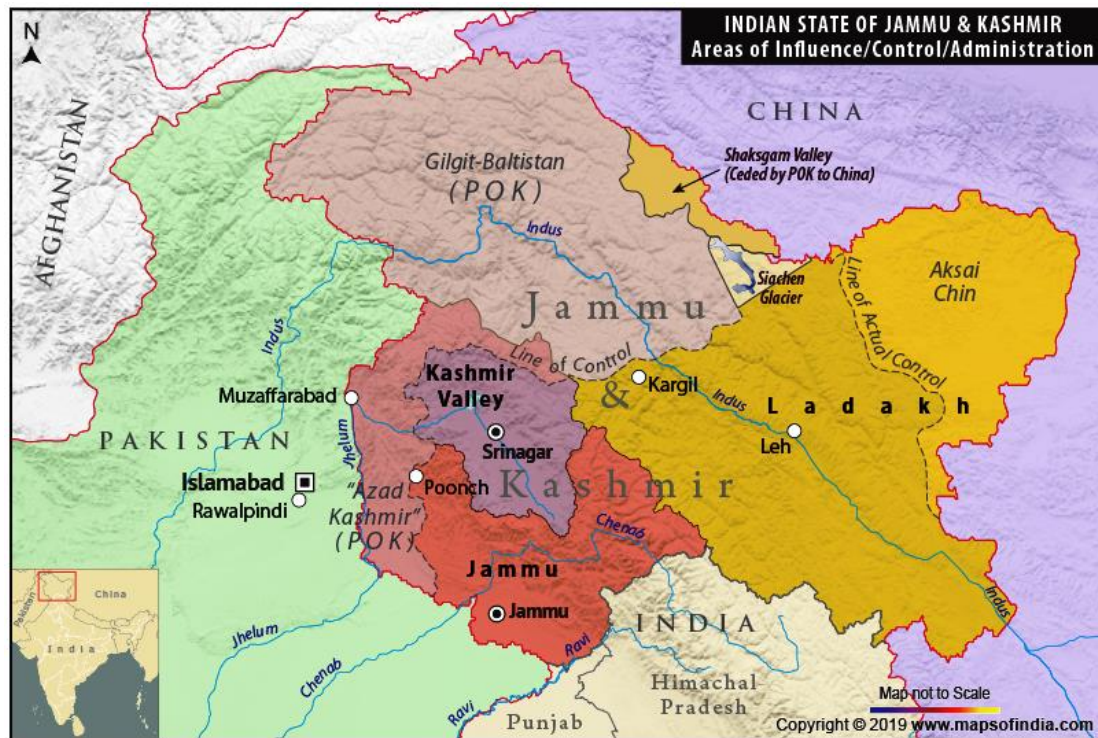 INDIAN STATE OF JAMMU & KASHMIR
Areas of Influence/Control/Administration
N
AFGHANISTAN
CHINA
Shaksgam Valley
(Ceded by POK to China)
Gilgit-Baltistan
(POK)
Indus
Indus
Siachen
Glacier
Aksai
Chin
Line of Actual Control
Jammu
&
Kashmir
Line of Control
Kashmir
Valley
Kargil
Indus
Ladakh
Leh
Muzaffarabad
Srinagar
PAKISTAN
Jhelum
Islamabad
Rawalpindi
Poonch
"Azad
Kashmir"
(POK)
Chenab
Jammu
Jammu
Indus
INDIA
Ravi
Jhelum
Chenab
Ravi
Himachal
Pradesh
Punjab
Pakistan
China
India
Map not to Scale
Copyright © 2019 www.mapsofindia.com